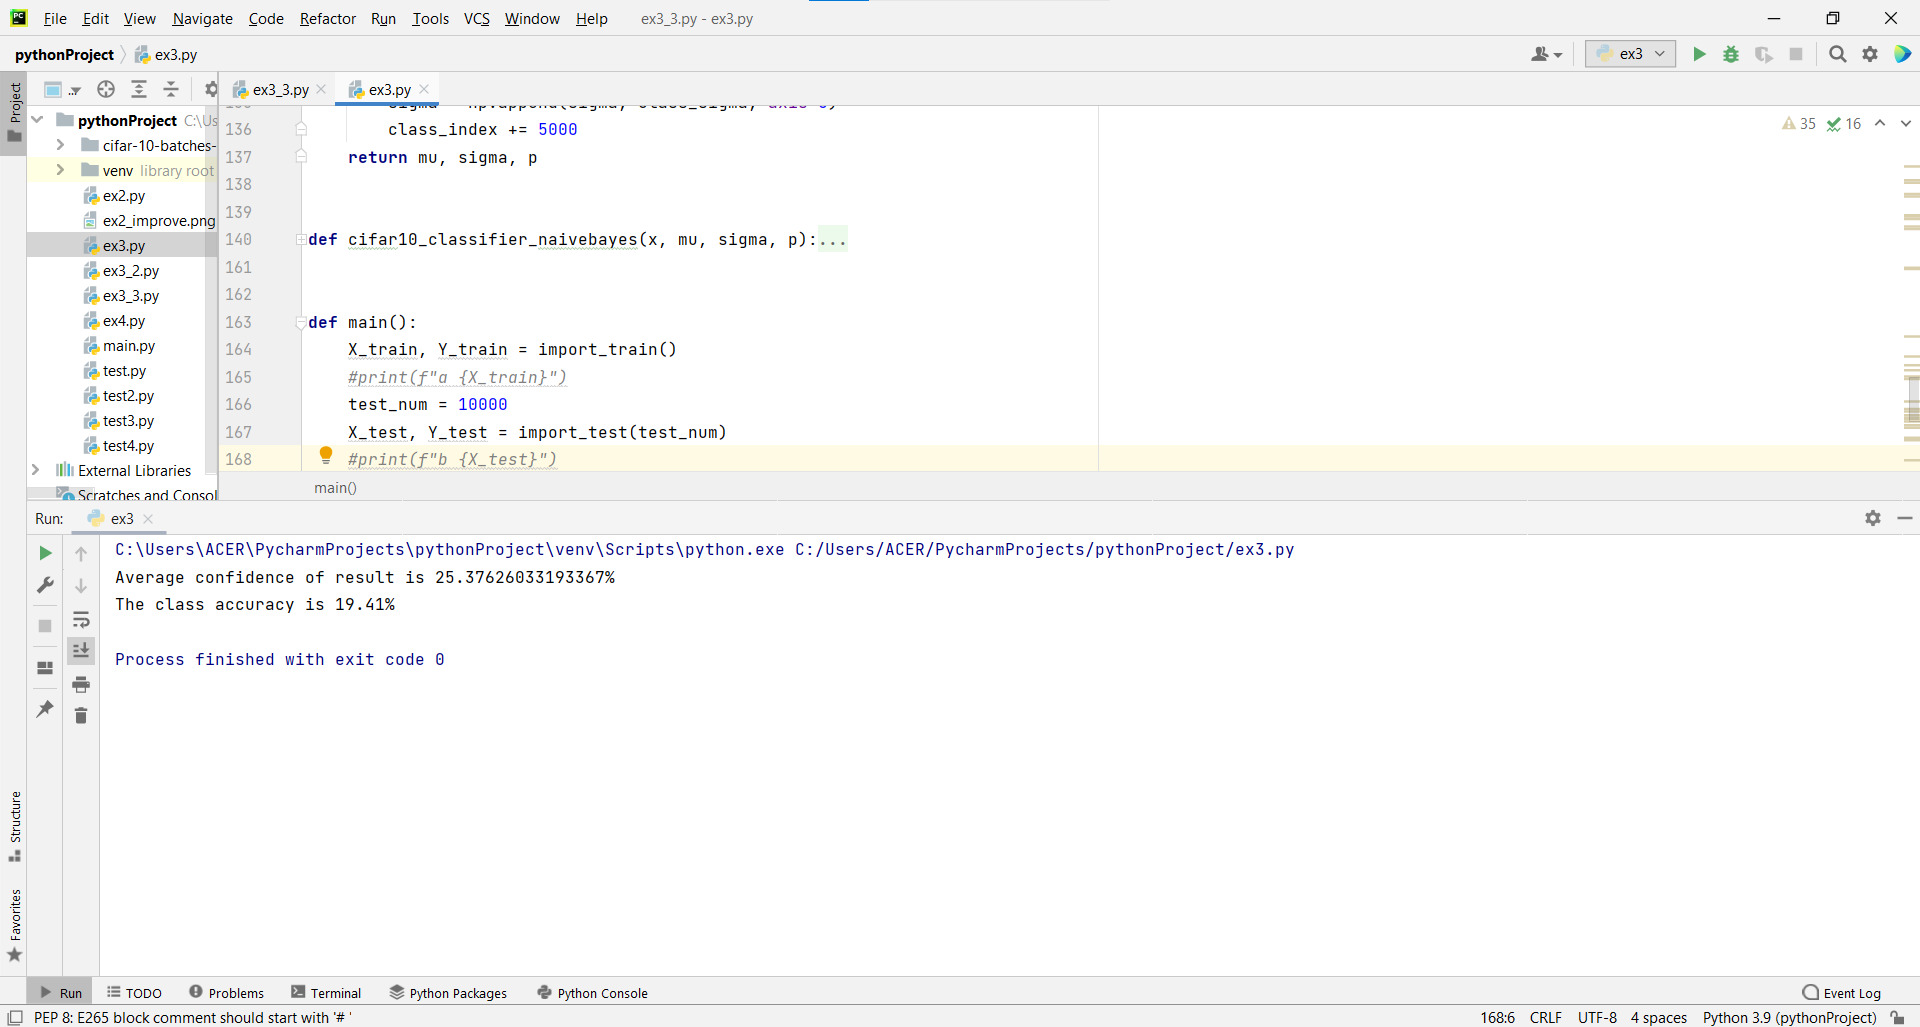 File Edit View Navigate Code Refactor Run Tools VCS Window Help ex3_3.py - ex3.py
pythonProject ex3.py ex3
Project
ex3_3.py ex3.py
pythonProject C:\Us
cifar-10-batches-
venv library root
ex2.py
ex2_improve.png
ex3.py
ex3_2.py
ex3_3.py
ex4.py
main.py
test.py
test2.py
test3.py
test4.py
External Libraries
Scratches and Consol
35 16
136 class_index += 5000
137 return mu, sigma, p
138
139
140 def cifar10_classifier_naivebayes(x, mu, sigma, p):...
161
162
163 def main():
164 X_train, Y_train = import_train()
165 #print(f"a {X_train}")
166 test_num = 10000
167 X_test, Y_test = import_test(test_num)
168 #print(f"b {X_test}")
main()
Run: ex3
C:\Users\ACER\PycharmProjects\pythonProject\venv\Scripts\python.exe C:/Users/ACER/PycharmProjects/pythonProject/ex3.py
Average confidence of result is 25.37626033193367%
The class accuracy is 19.41%
Process finished with exit code 0
Structure
Favorites
Run TODO Problems Terminal Python Packages Python Console Event Log
PEP 8: E265 block comment should start with '# ' 168:6 CRLF UTF-8 4 spaces Python 3.9 (pythonProject)